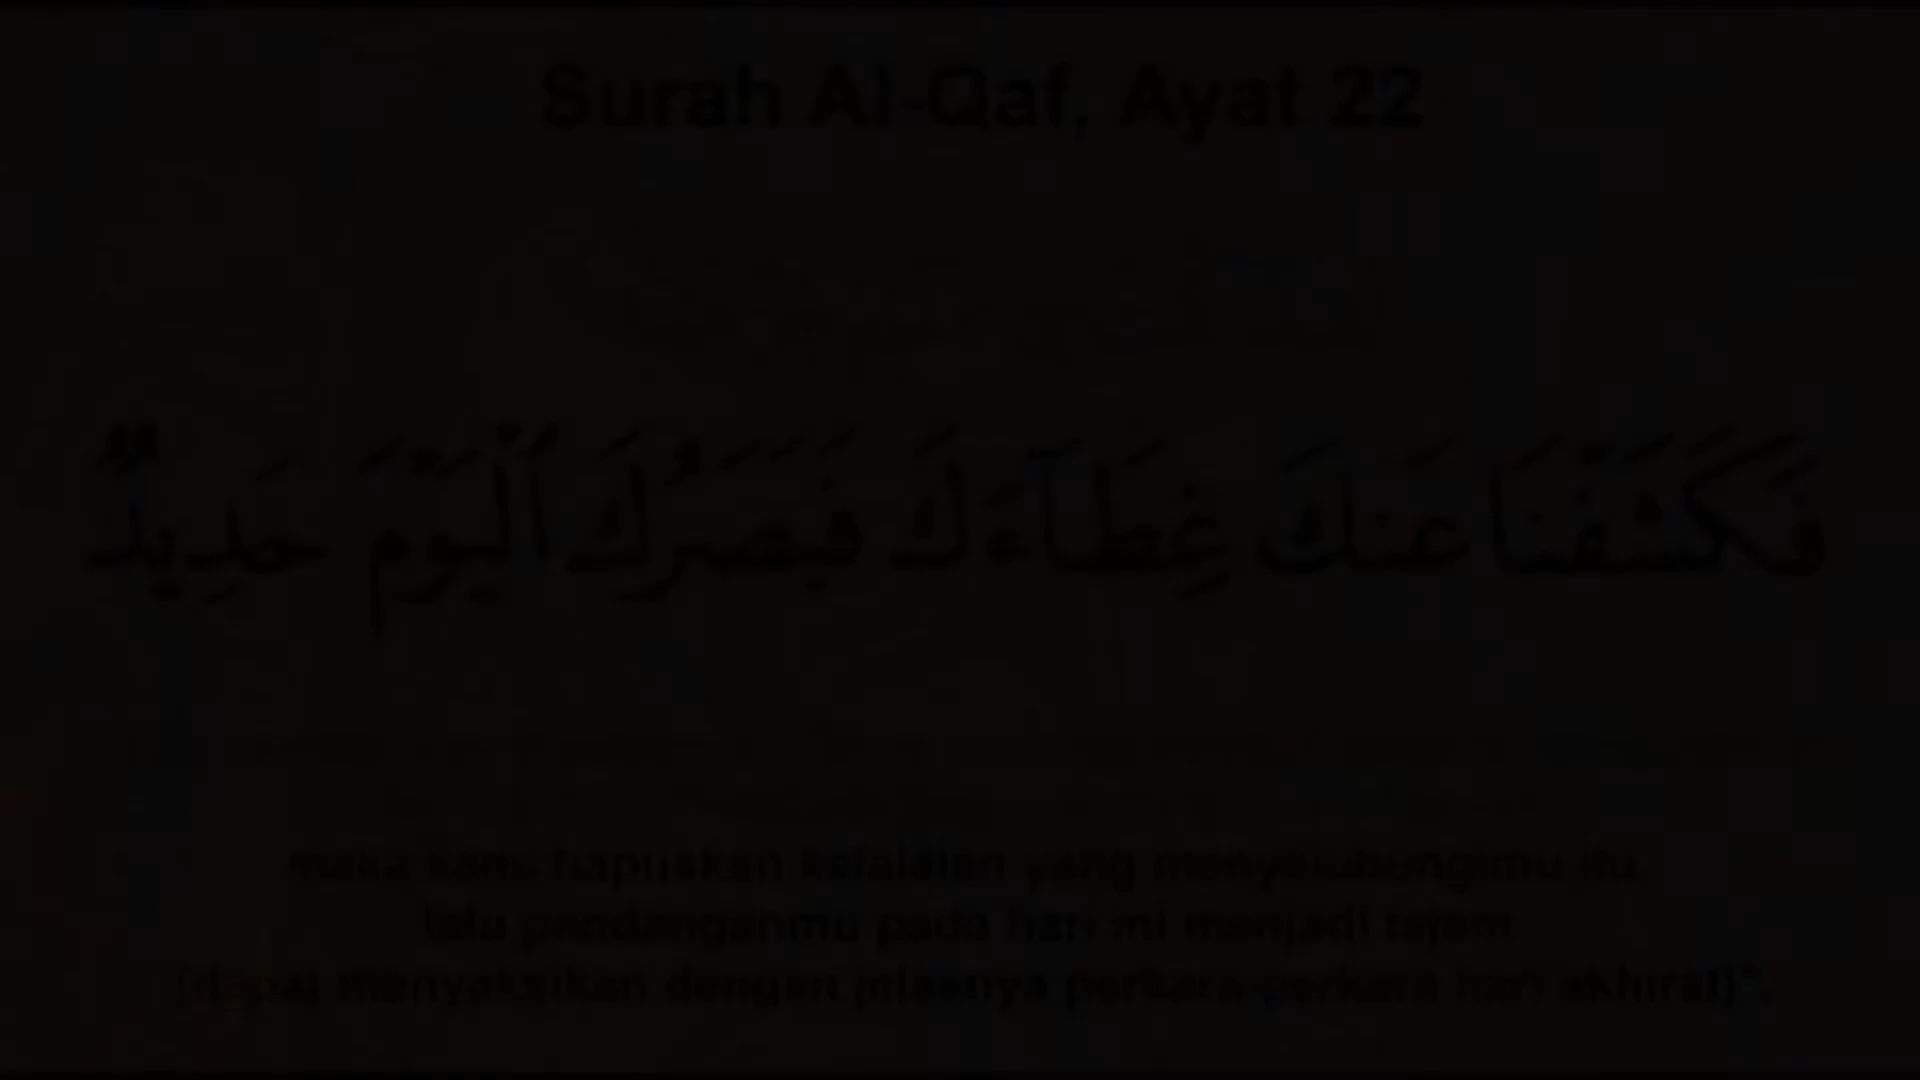 Surah Al-Qaf, Ayat 22
فَكَشَفْنَا عَنكَ غِطَآءَكَ فَبَصَرُكَ ٱلْيَوْمَ حَدِيدٌ
maka kami hapuskan kelalaian yang menyelubungimu itu,
lalu pandanganmu pada hari ini menjadi tajam
(dapat menyaksikan dengan jelasnya perkara-perkara hari akhirat)".